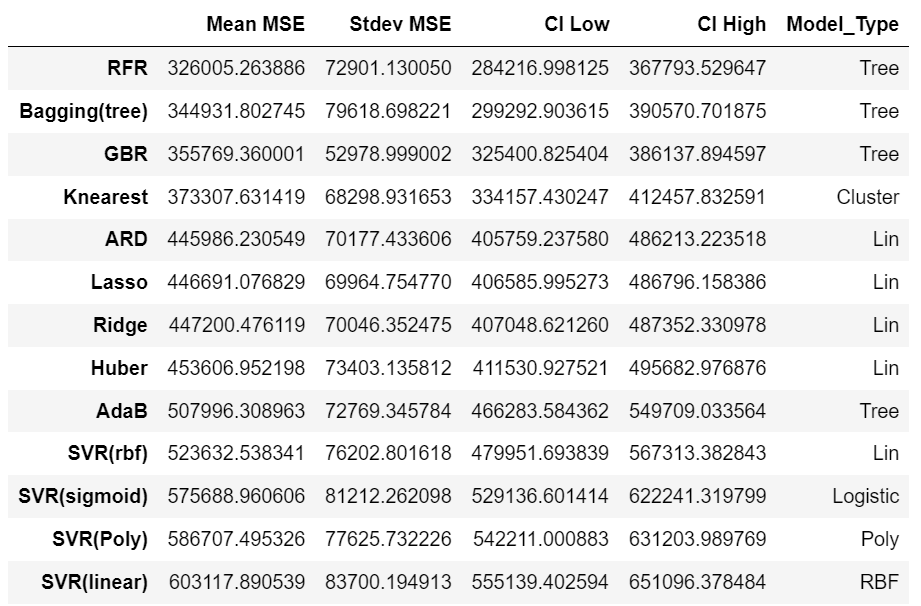 Mean MSE Stdev MSE CI Low CI High Model_Type
RFR 326005.263886 72901.130050 284216.998125 367793.529647 Tree
Bagging(tree) 344931.802745 79618.698221 299292.903615 390570.701875 Tree
GBR 355769.360001 52978.999002 325400.825404 386137.894597 Tree
Knearest 373307.631419 68298.931653 334157.430247 412457.832591 Cluster
ARD 445986.230549 70177.433606 405759.237580 486213.223518 Lin
Lasso 446691.076829 69964.754770 406585.995273 486796.158386 Lin
Ridge 447200.476119 70046.352475 407048.621260 487352.330978 Lin
Huber 453606.952198 73403.135812 411530.927521 495682.976876 Lin
AdaB 507996.308963 72769.345784 466283.584362 549709.033564 Tree
SVR(rbf) 523632.538341 76202.801618 479951.693839 567313.382843 Lin
SVR(sigmoid) 575688.960606 81212.262098 529136.601414 622241.319799 Logistic
SVR(Poly) 586707.495326 77625.732226 542211.000883 631203.989769 Poly
SVR(linear) 603117.890539 83700.194913 555139.402594 651096.378484 RBF